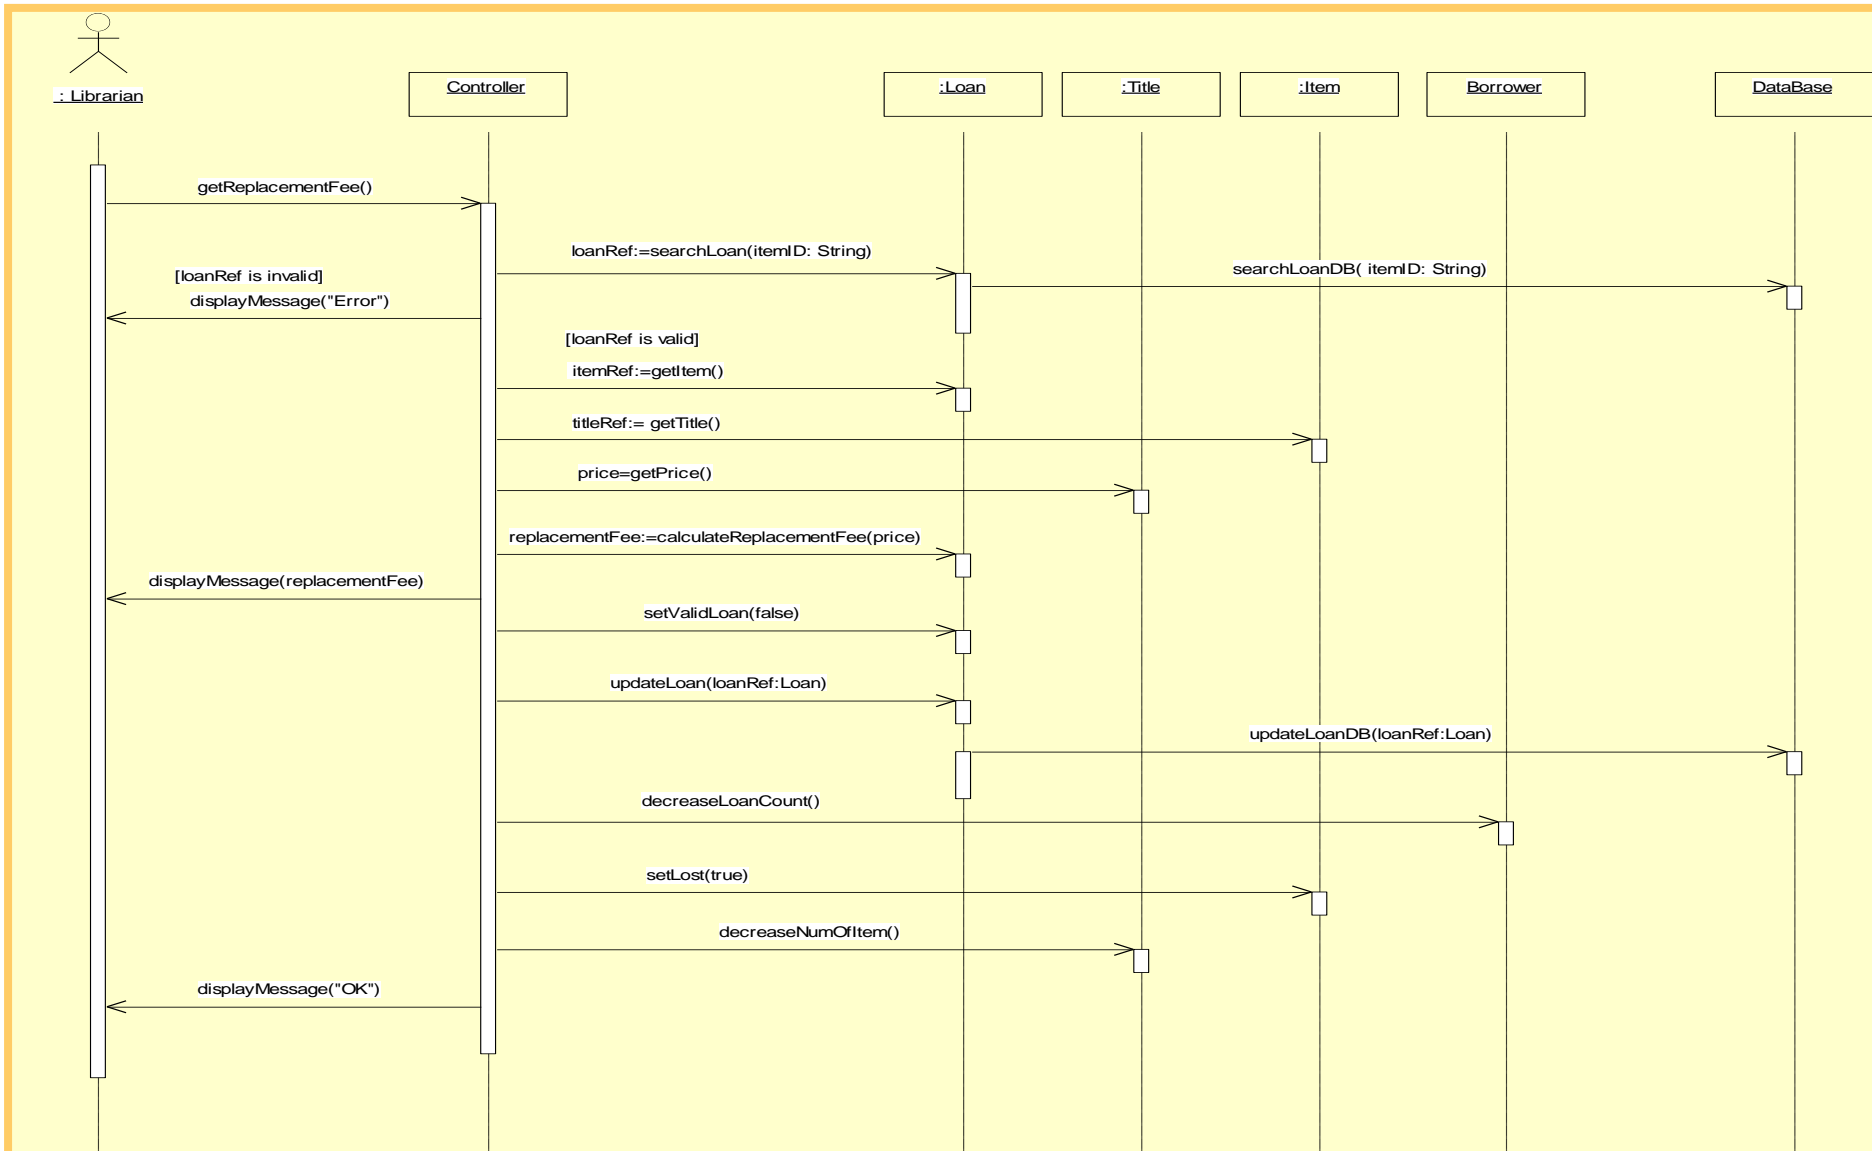 : Librarian
Controller
:Loan
:Title
:Item
Borrower
DataBase
getReplacementFee()
loanRef:=searchLoan(itemID: String)
searchLoanDB( itemID: String)
[loanRef is invalid]
displayMessage("Error")
[loanRef is valid]
itemRef:=getItem()
titleRef:= getTitle()
price=getPrice()
replacementFee:=calculateReplacementFee(price)
displayMessage(replacementFee)
setValidLoan(false)
updateLoan(loanRef:Loan)
updateLoanDB(loanRef:Loan)
decreaseLoanCount()
setLost(true)
decreaseNumOfItem()
displayMessage("OK")